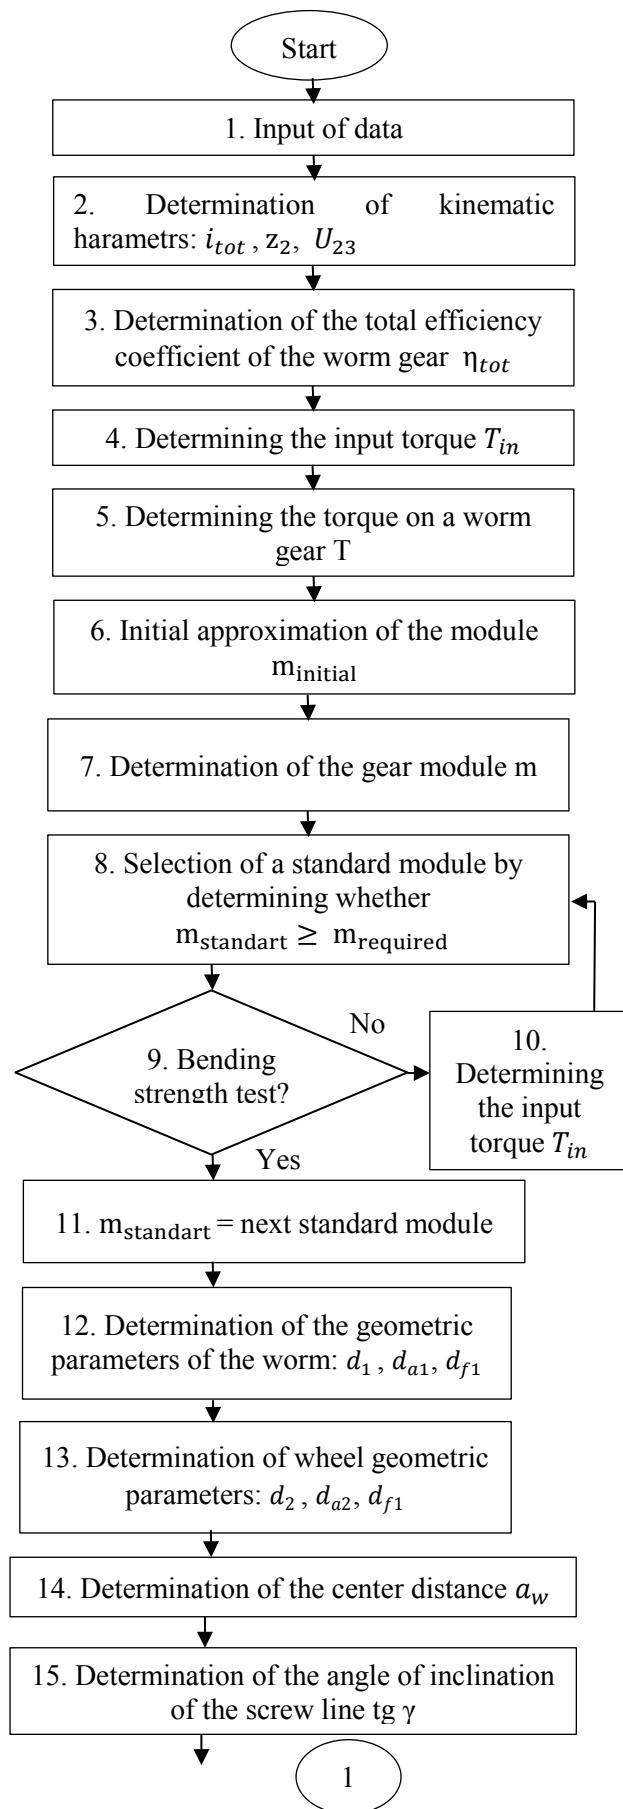 Start
1. Input of data
2. Determination of kinematic
harametrs: i_tot , z₂, U₂₃
3. Determination of the total efficiency
coefficient of the worm gear η_tot
4. Determining the input torque T_in
5. Determining the torque on a worm
gear T
6. Initial approximation of the module
m_initial
7. Determination of the gear module m
8. Selection of a standard module by
determining whether
m_standart ≥ m_required
No
9. Bending
strength test?
10.
Determining
the input
torque T_in
Yes
11. m_standart = next standard module
12. Determination of the geometric
parameters of the worm: d₁ , d_a1, d_f1
13. Determination of wheel geometric
parameters: d₂ , d_a2, d_f1
14. Determination of the center distance a_w
15. Determination of the angle of inclination
of the screw line tg γ
1